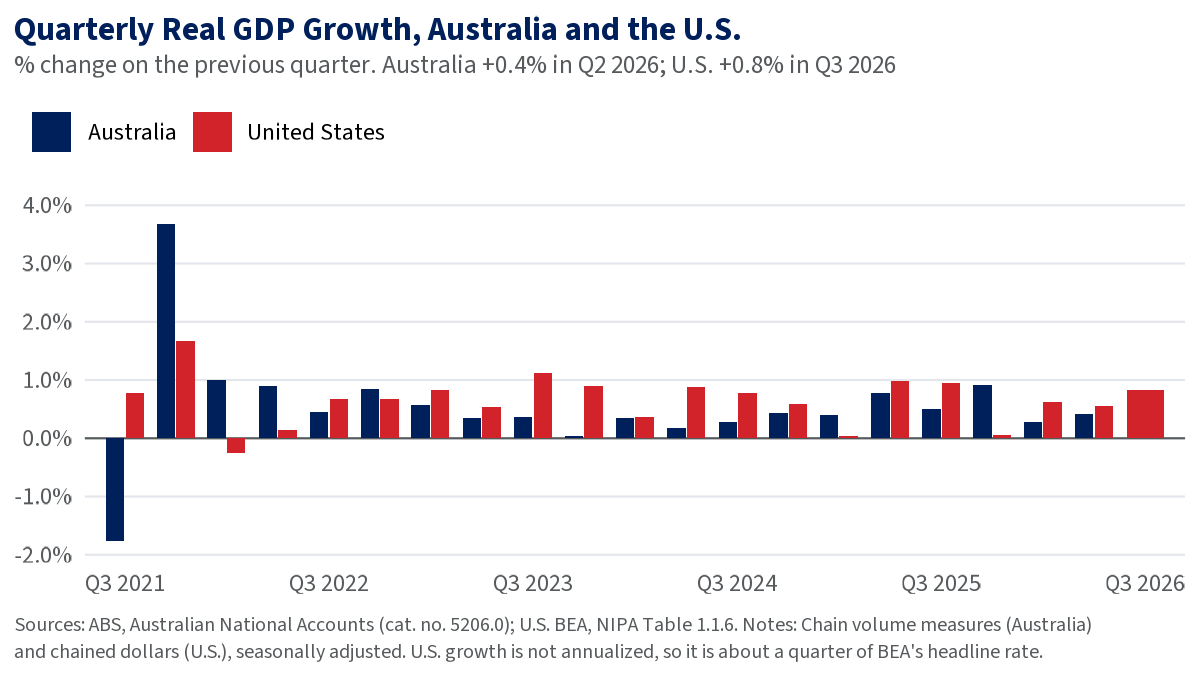 Quarterly Real GDP Growth, Australia and the U.S.
% change on the previous quarter. Australia +0.4% in Q2 2026; U.S. +0.8% in Q3 2026
Australia United States
4.0%
3.0%
2.0%
1.0%
0.0%
-1.0%
-2.0%
Q3 2021 Q3 2022 Q3 2023 Q3 2024 Q3 2025 Q3 2026
Sources: ABS, Australian National Accounts (cat. no. 5206.0); U.S. BEA, NIPA Table 1.1.6. Notes: Chain volume measures (Australia)
and chained dollars (U.S.), seasonally adjusted. U.S. growth is not annualized, so it is about a quarter of BEA's headline rate.